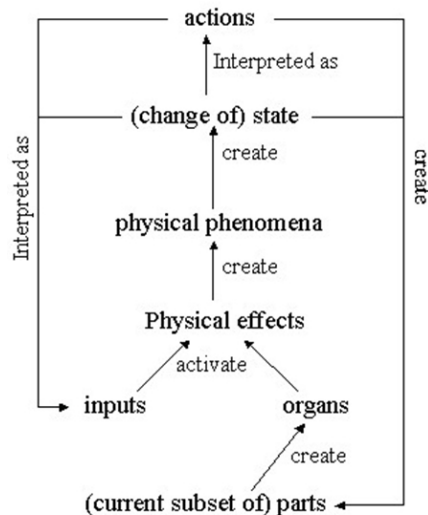 actions
Interpreted as
(change of) state
create
Interpreted as
create
physical phenomena
create
Physical effects
activate
inputs
organs
create
(current subset of) parts